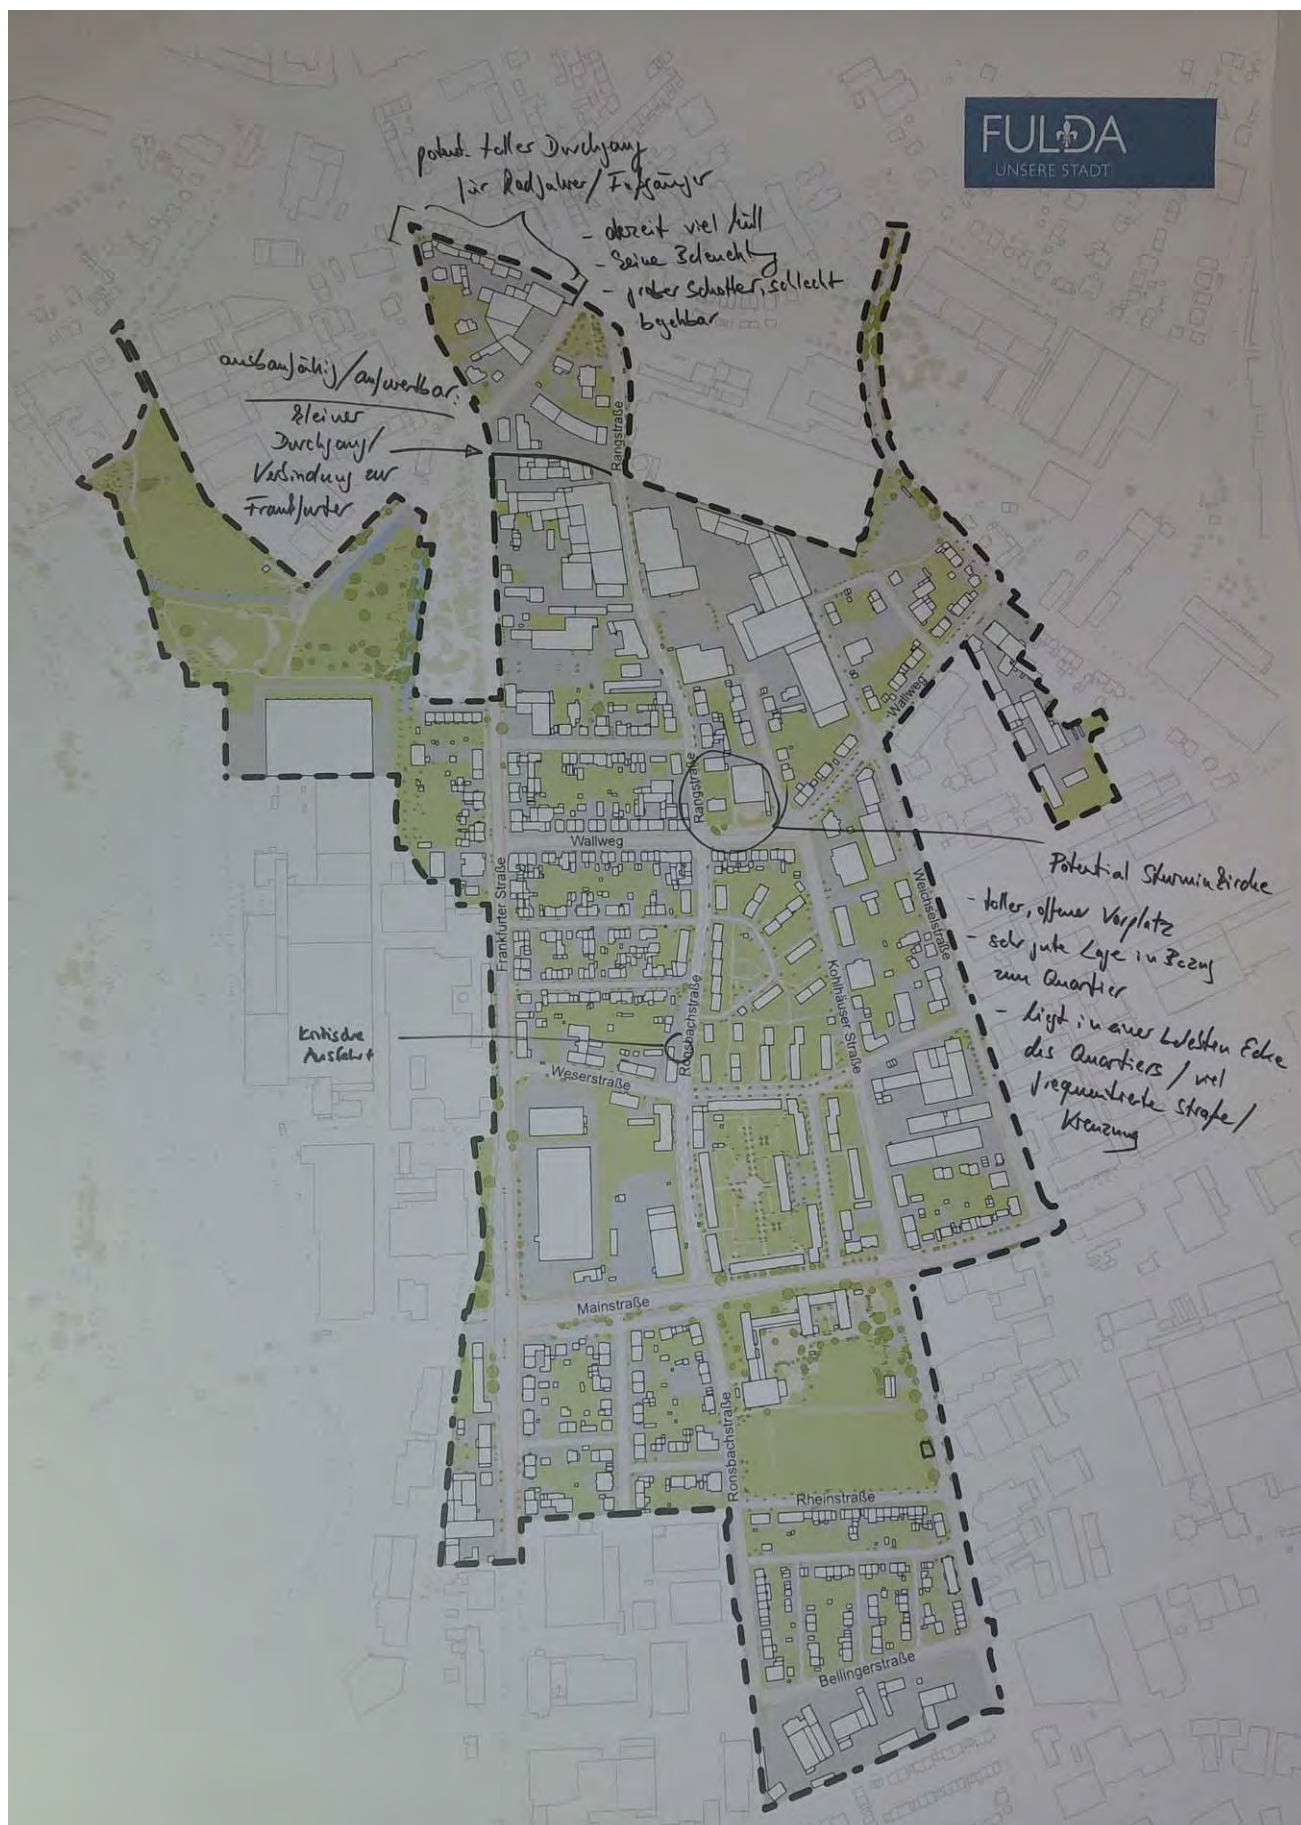 FULDA
UNSERE STADT
potent. toller Durchgang
für Radfahrer/Fußgänger
- derzeit viel Müll
- keine Beleuchtung
- grober Schotter, schlecht
begehbar
ausbaufähig/aufwertbar:
kleiner
Durchgang/
Verbindung zur
Frankfurter
Rangstraße
Wallweg
Rangstraße
Wallweg
Frankfurter Straße
Weichselstraße
Kohlhäuser Straße
Ronsbachstraße
Weserstraße
Potential Sturmiuskirche
- toller, offener Vorplatz
- sehr gute Lage in Bezug
zum Quartier
- liegt in einer belebten Ecke
des Quartiers / viel
frequentierte Straße/
Kreuzung
Kritische
Ausfahrt
Mainstraße
Ronsbachstraße
Rheinstraße
Bellingerstraße